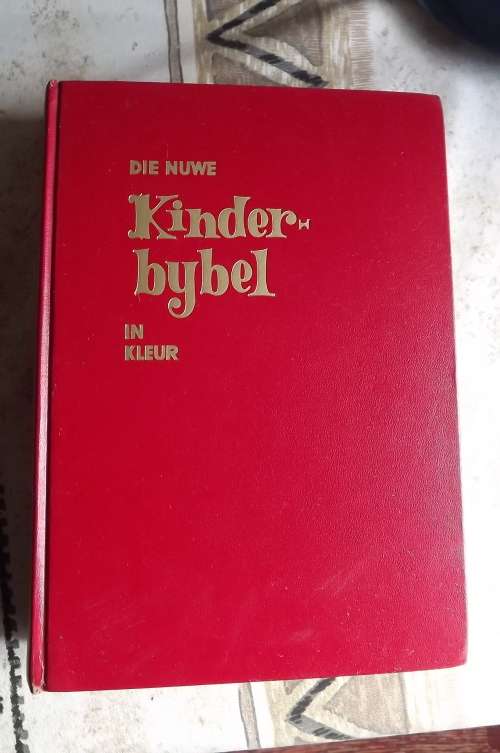 DIE NUWE
Kinder-
bybel
IN
KLEUR